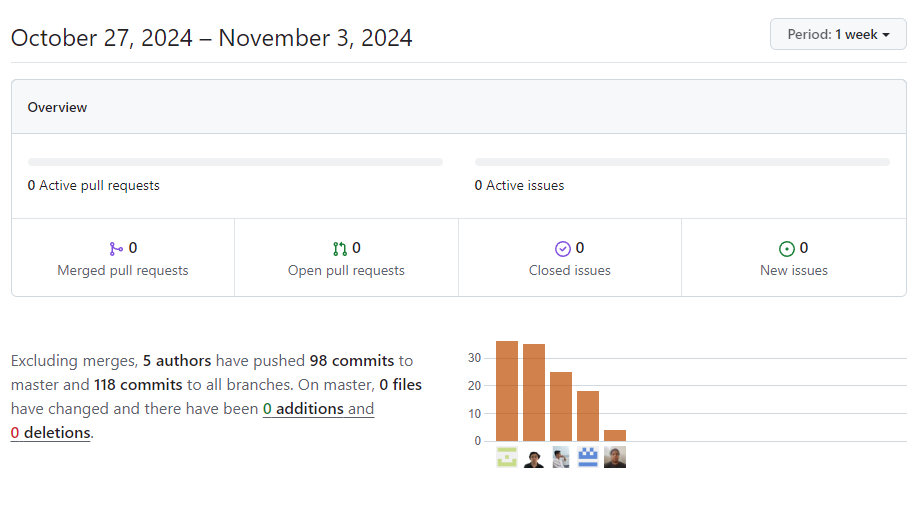 October 27, 2024 – November 3, 2024
Period: 1 week
Overview
0 Active pull requests
0 Active issues
0
Merged pull requests
0
Open pull requests
0
Closed issues
0
New issues
Excluding merges, 5 authors have pushed 98 commits to
master and 118 commits to all branches. On master, 0 files
have changed and there have been 0 additions and
0 deletions.
30
20
10
0